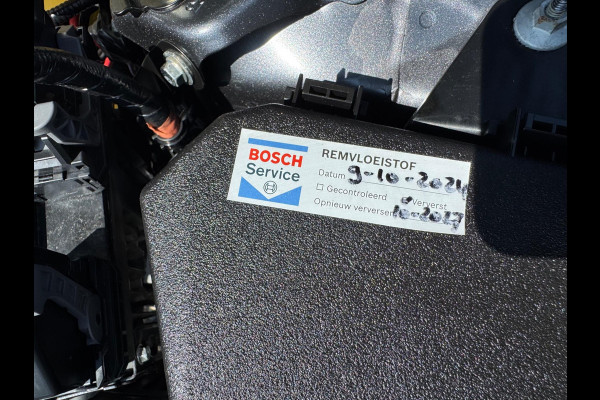 BOSCH
Service
REMVLOEISTOF
Datum 9-10-2024
Gecontroleerd Ververst
Opnieuw verversen 10-2027